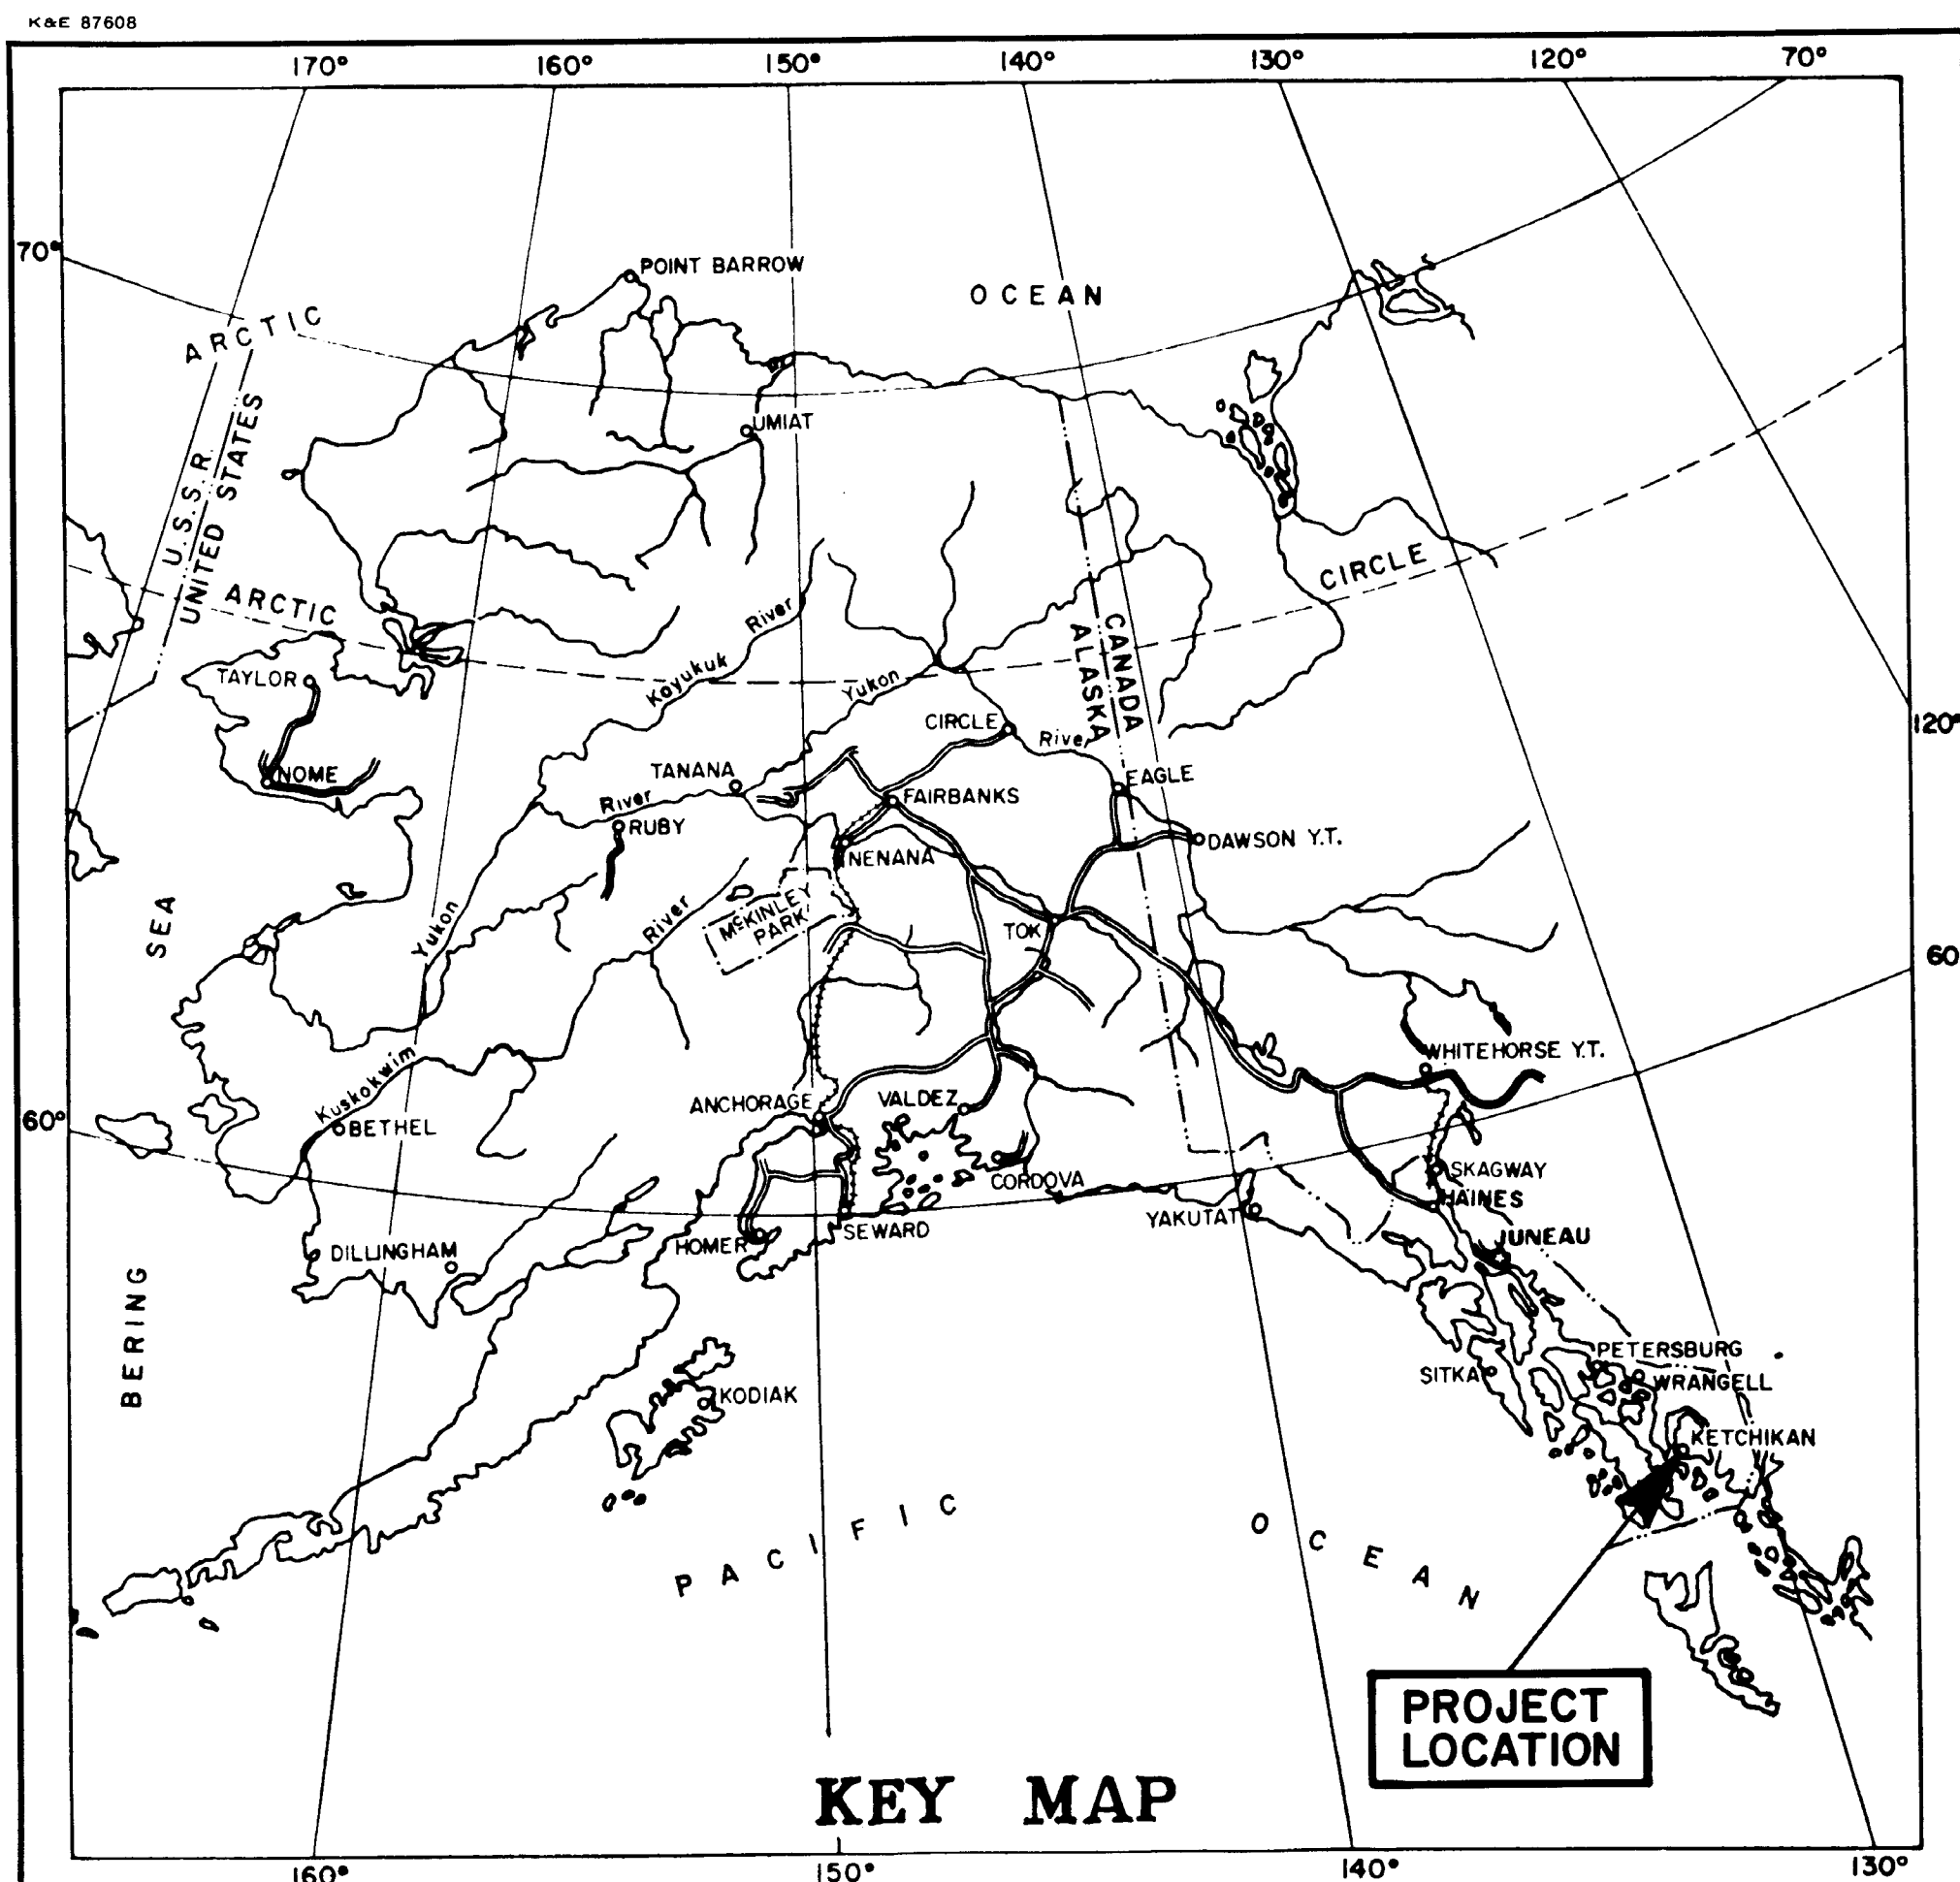 K&E 87608
170° 160° 150° 140° 130° 120° 70°
70°
POINT BARROW
OCEAN
ARCTIC
U.S.S.R.
UNITED STATES
UMIAT
ARCTIC
CIRCLE
River
Koyukuk
Yukon
CANADA
ALASKA
TAYLOR
CIRCLE
River
120°
NOME
TANANA
EAGLE
River
FAIRBANKS
RUBY
DAWSON Y.T.
NENANA
McKINLEY
PARK
River
Yukon
TOK
SEA
60
WHITEHORSE Y.T.
Kuskokwim
60°
BETHEL
ANCHORAGE
VALDEZ
CORDOVA
SKAGWAY
HAINES
YAKUTAT
SEWARD
HOMER
DILLINGHAM
JUNEAU
BERING
PETERSBURG
SITKA
WRANGELL
KODIAK
KETCHIKAN
PACIFIC
OCEAN
PROJECT
LOCATION
KEY MAP
160° 150° 140° 130°